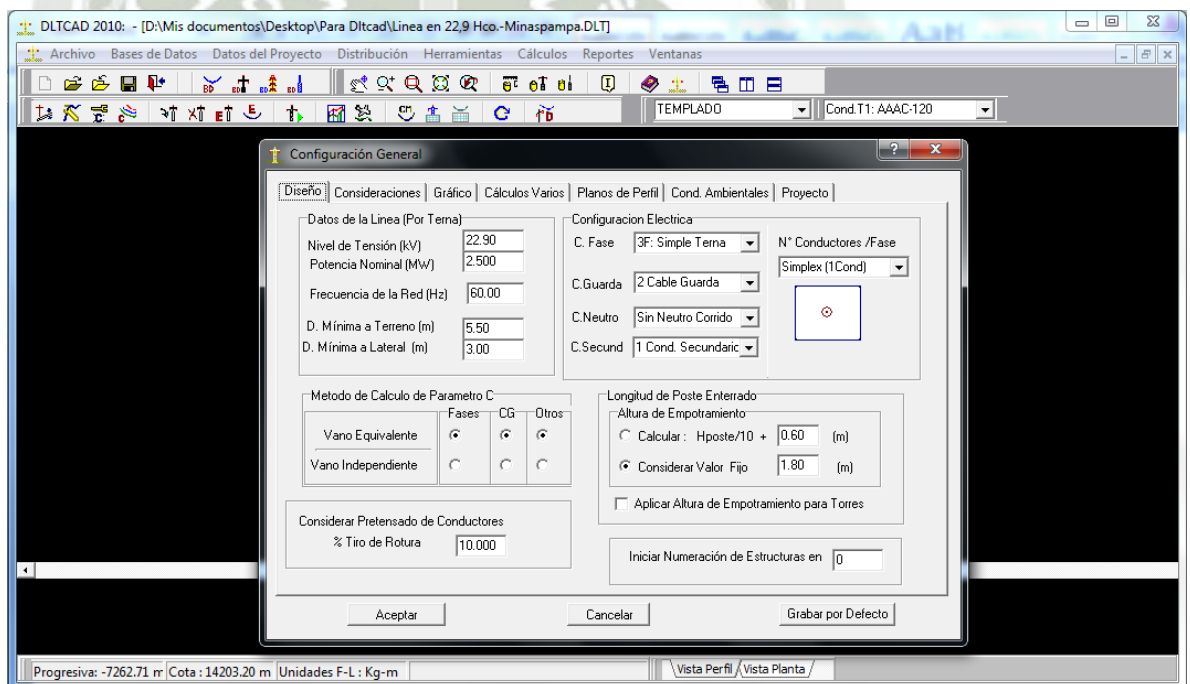 DLTCAD 2010: - [D:\Mis documentos\Desktop\Para Dltcad\Linea en 22,9 Hco.-Minaspampa.DLT]
Archivo Bases de Datos Datos del Proyecto Distribución Herramientas Cálculos Reportes Ventanas
TEMPLADO Cond.T1: AAAC-120
Configuración General
Diseño Consideraciones Gráfico Cálculos Varios Planos de Perfil Cond. Ambientales Proyecto
Datos de la Linea (Por Terna)
Nivel de Tensión (kV) 22.90
Potencia Nominal (MW) 2.500
Frecuencia de la Red (Hz) 60.00
D. Mínima a Terreno (m) 5.50
D. Mínima a Lateral (m) 3.00
Configuracion Electrica
C. Fase 3F: Simple Terna
C.Guarda 2 Cable Guarda
C.Neutro Sin Neutro Corrido
C.Secund 1 Cond. Secundaric
N° Conductores /Fase
Simplex (1Cond)
Metodo de Calculo de Parametro C
Fases CG Otros
Vano Equivalente
Vano Independiente
Longitud de Poste Enterrado
Altura de Empotramiento
Calcular : Hposte/10 + 0.60 (m)
Considerar Valor Fijo 1.80 (m)
Aplicar Altura de Empotramiento para Torres
Considerar Pretensado de Conductores
% Tiro de Rotura 10.000
Iniciar Numeración de Estructuras en 0
Aceptar Cancelar Grabar por Defecto
Progresiva: -7262.71 m Cota : 14203.20 m Unidades F-L : Kg-m Vista Perfil Vista Planta